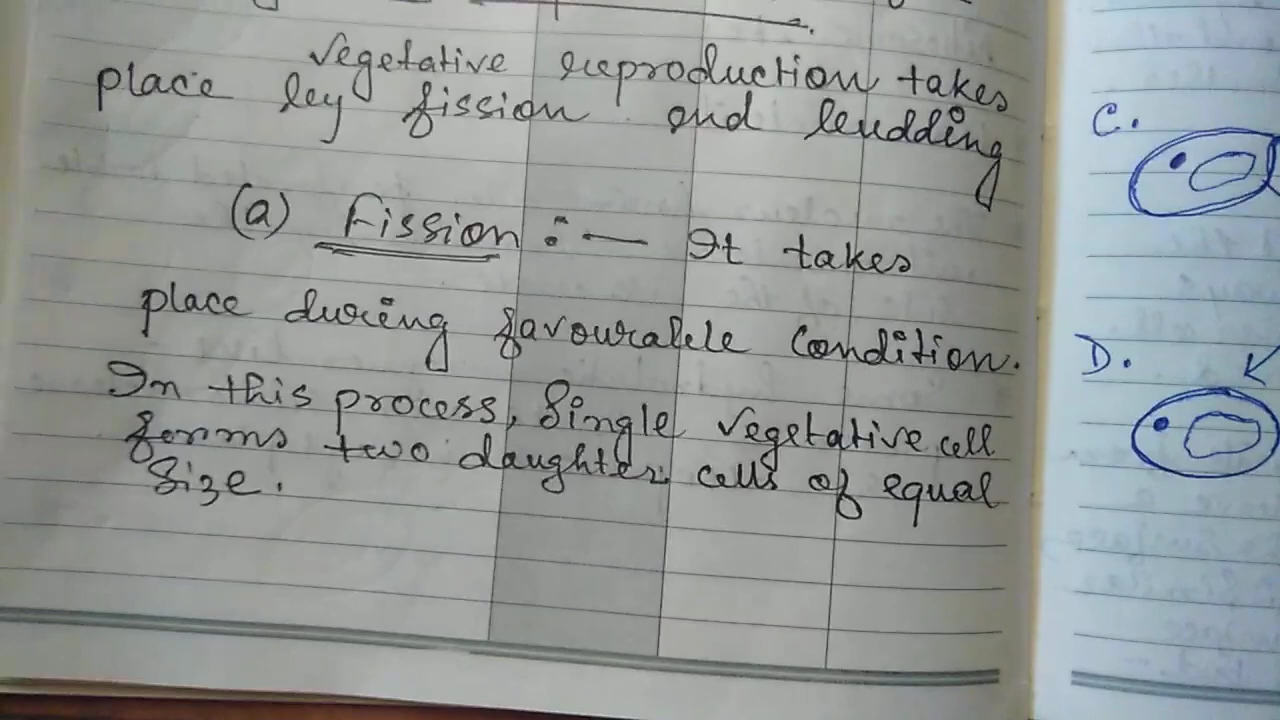 Vegetative reproduction takes
place by fission and budding
(a) Fission :- It takes
place during favourable condition.
In this process, Single vegetative cell
forms two daughter cells of equal
Size.
C.
D.